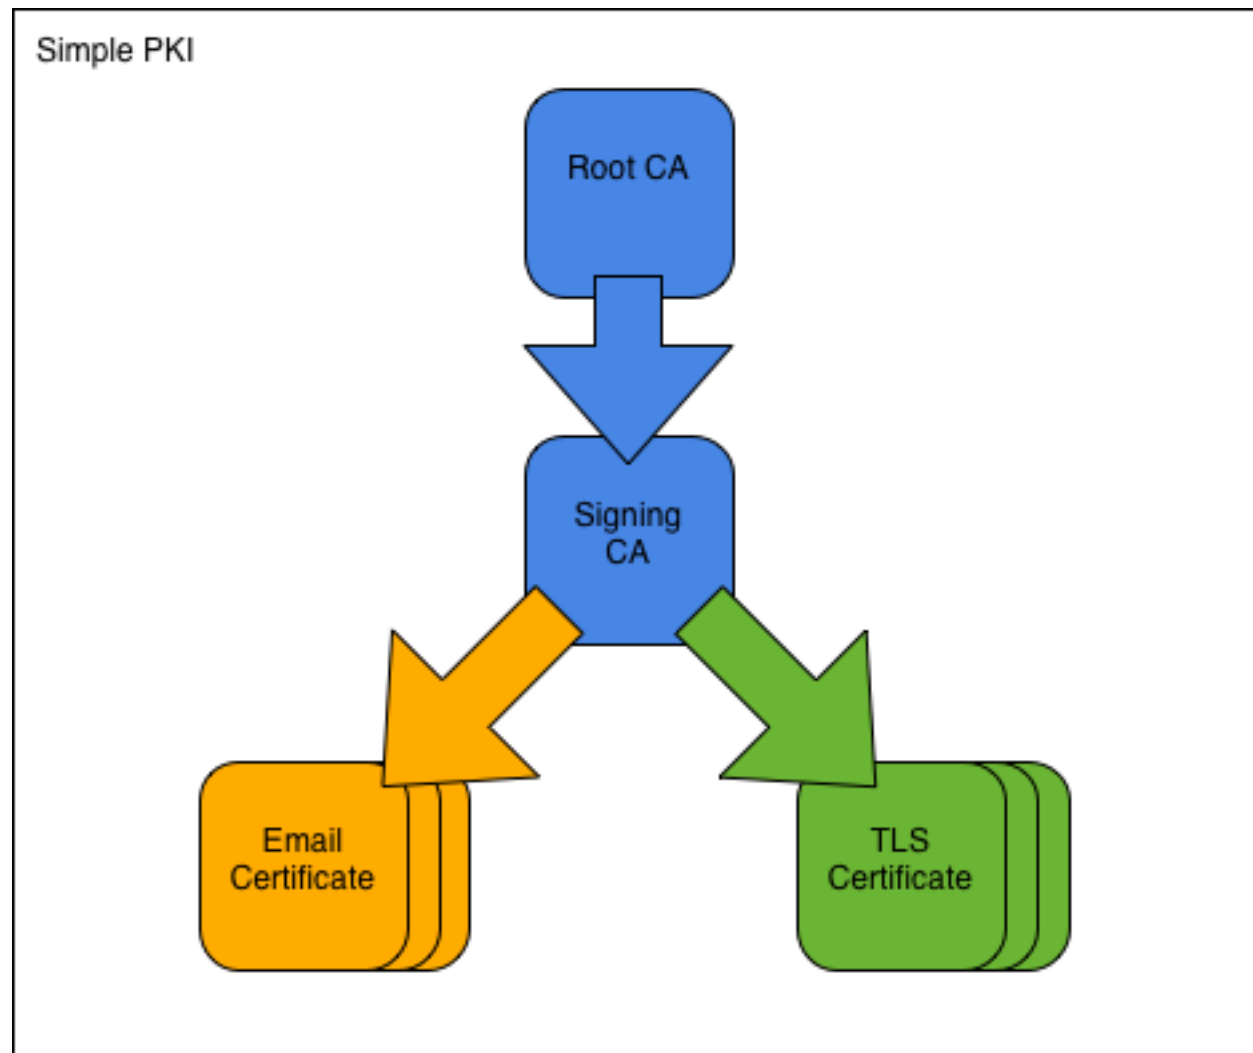 Simple PKI
Root CA
Signing
CA
Email
Certificate
TLS
Certificate